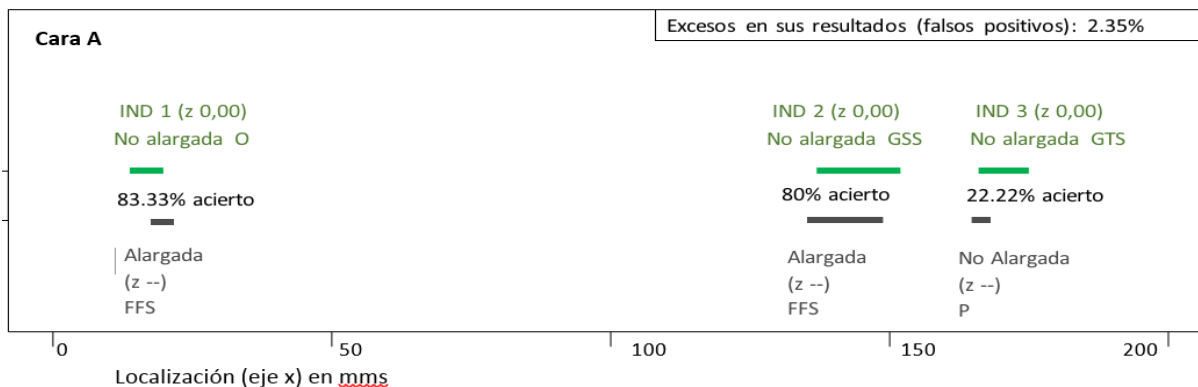 Cara A
Excesos en sus resultados (falsos positivos): 2.35%
IND 1 (z 0,00)
No alargada O
IND 2 (z 0,00)
No alargada GSS
IND 3 (z 0,00)
No alargada GTS
83.33% acierto
80% acierto
22.22% acierto
Alargada
(z --)
FFS
Alargada
(z --)
FFS
No Alargada
(z --)
P
0 50 100 150 200
Localización (eje x) en mms